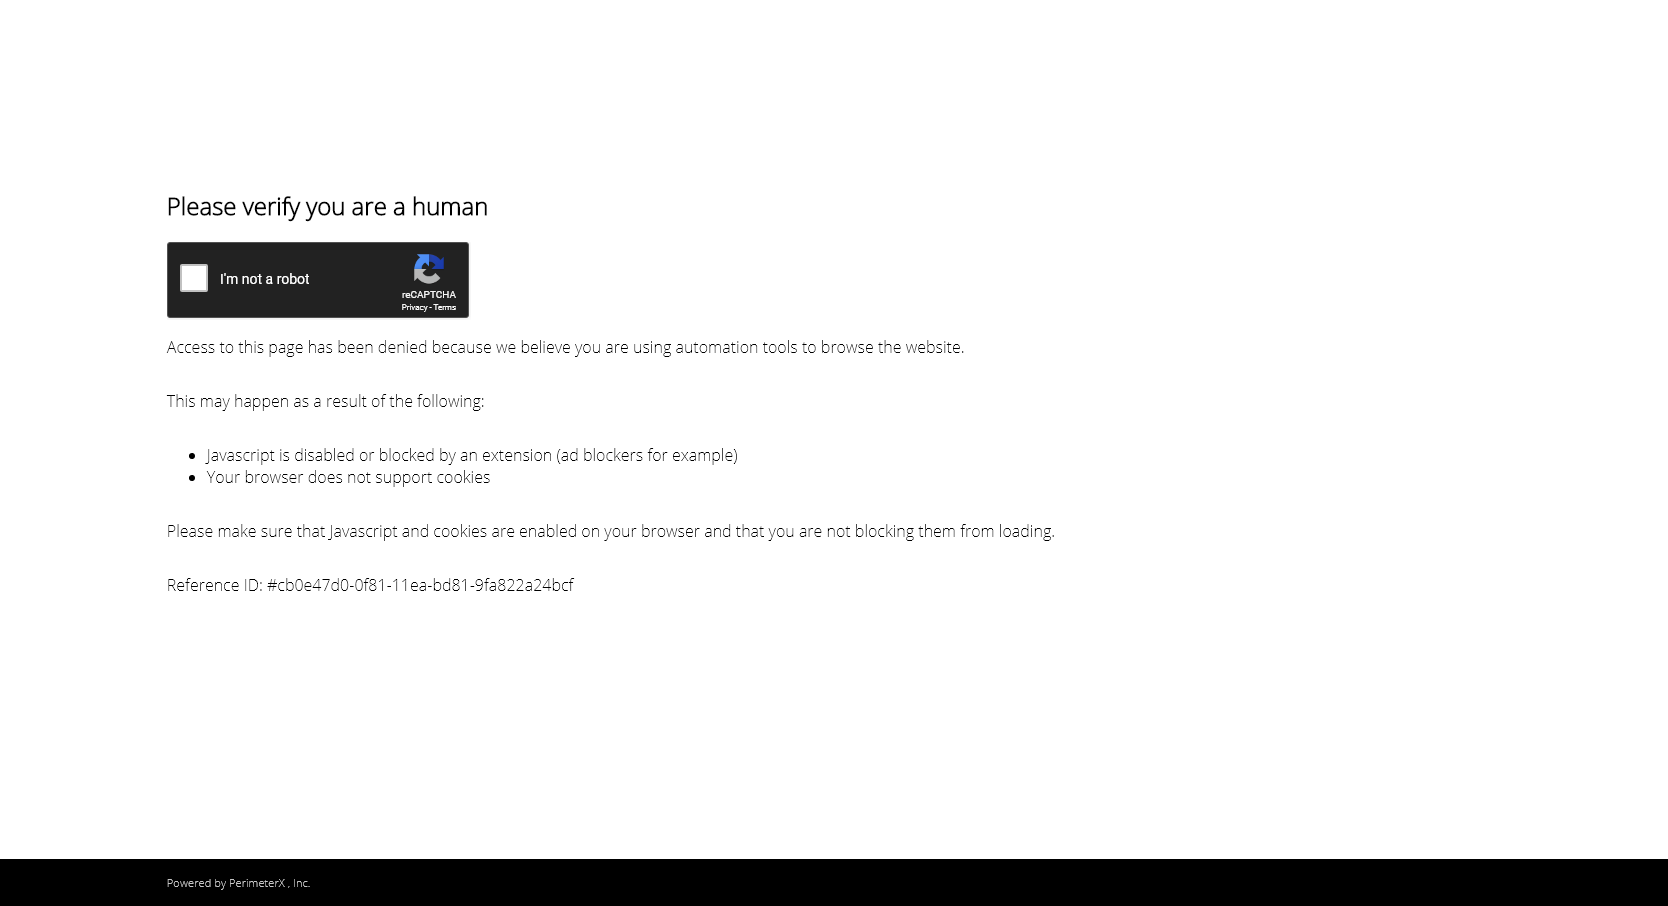 Please verify you are a human
I'm not a robot
reCAPTCHA
Privacy - Terms
Access to this page has been denied because we believe you are using automation tools to browse the website.
This may happen as a result of the following:
Javascript is disabled or blocked by an extension (ad blockers for example)
Your browser does not support cookies
Please make sure that Javascript and cookies are enabled on your browser and that you are not blocking them from loading.
Reference ID: #cb0e47d0-0f81-11ea-bd81-9fa822a24bcf
Powered by PerimeterX , Inc.